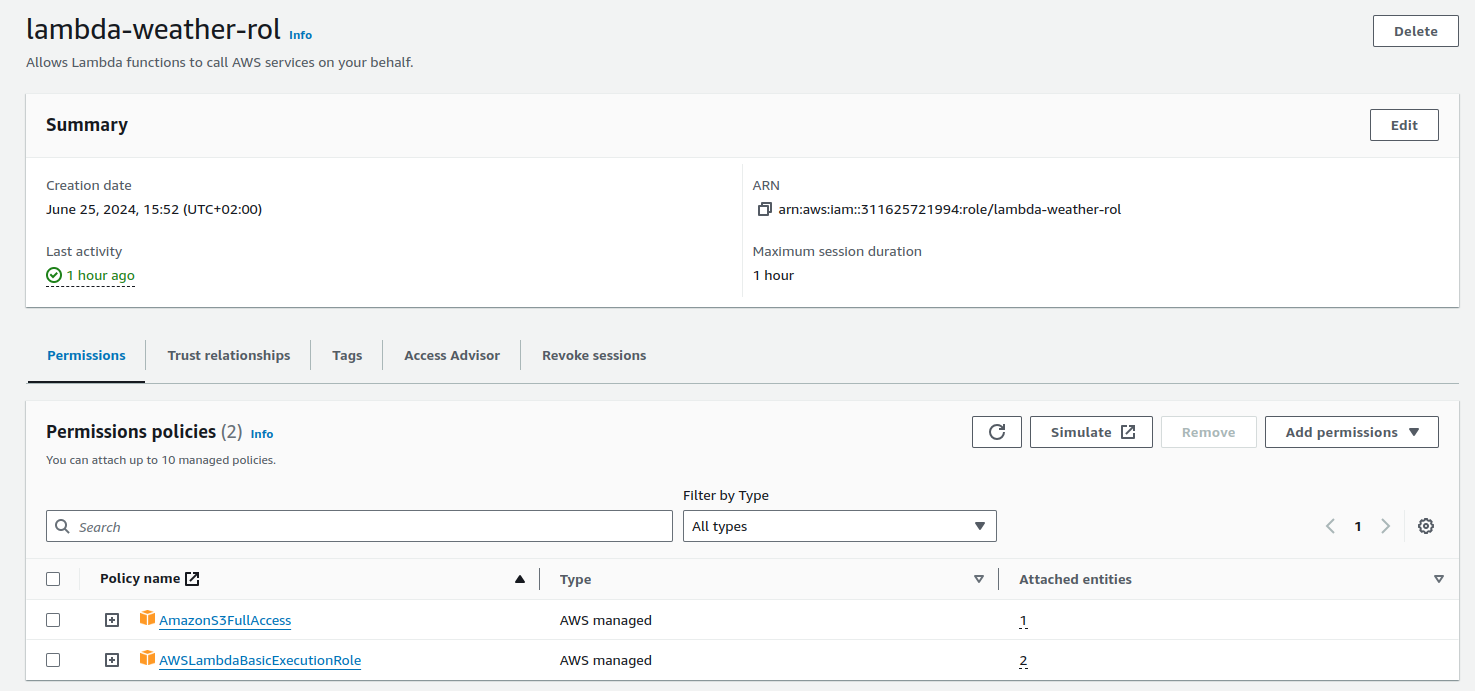 lambda-weather-rol Info
Delete
Allows Lambda functions to call AWS services on your behalf.
Summary
Edit
Creation date
June 25, 2024, 15:52 (UTC+02:00)
ARN
arn:aws:iam::311625721994:role/lambda-weather-rol
Last activity
1 hour ago
Maximum session duration
1 hour
Permissions Trust relationships Tags Access Advisor Revoke sessions
Permissions policies (2) Info
You can attach up to 10 managed policies.
Simulate Remove Add permissions
Filter by Type
Search
All types
1
Policy name Type Attached entities
AmazonS3FullAccess AWS managed 1
AWSLambdaBasicExecutionRole AWS managed 2